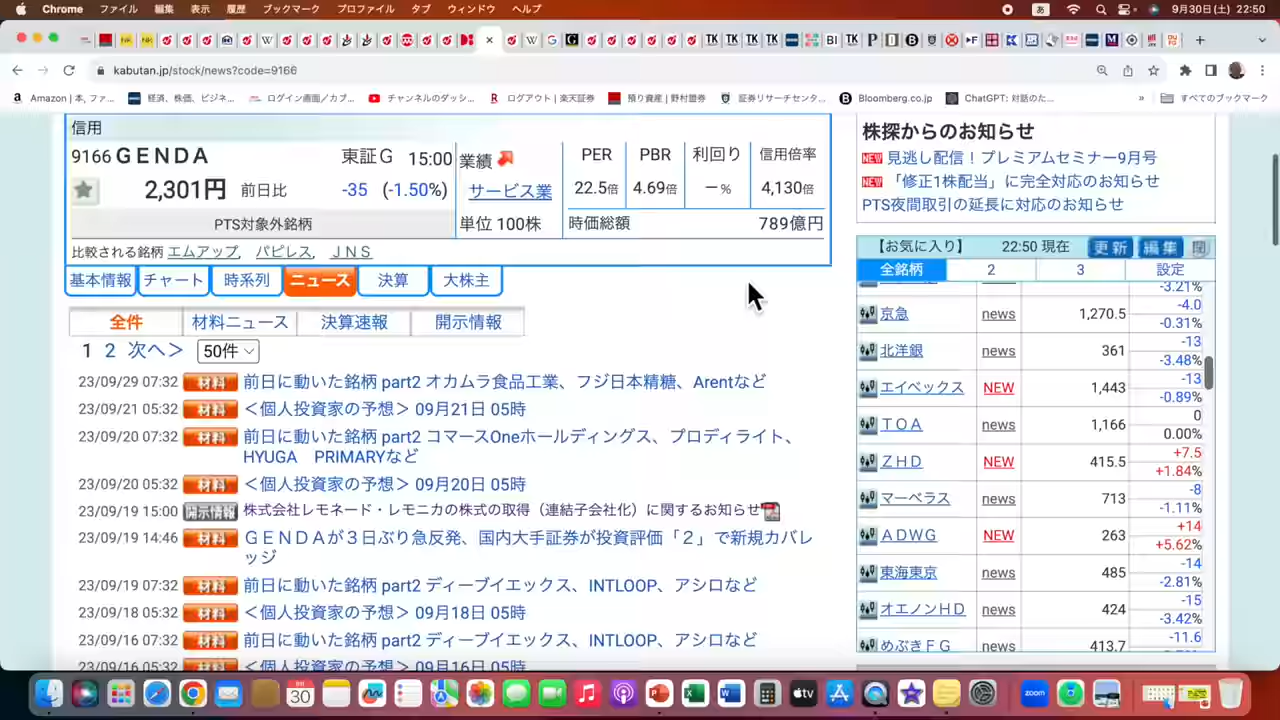 Chrome ファイル 編集 表示 履歴 ブックマーク プロファイル タブ ウィンドウ ヘルプ
あ 9月30日(土) 22:50
kabutan.jp/stock/news?code=9166
Amazon | 本, ファ... 経済、株価、ビジネ... ログイン画面／カブ... チャンネルのダッシ... ログアウト | 楽天証券 預り資産 | 野村證券 証券リサーチセンタ... Bloomberg.co.jp ChatGPT: 対話のた... » すべてのブックマーク
信用
9166 ＧＥＮＤＡ 東証Ｇ 15:00
2,301円 前日比 -35 (-1.50%)
PTS対象外銘柄
業績
サービス業
単位 100株
PER PBR 利回り 信用倍率
22.5倍 4.69倍 －% 4,130倍
時価総額 789億円
比較される銘柄 エムアップ, パピレス, ＪＮＳ
基本情報 チャート 時系列 ニュース 決算 大株主
全件 材料ニュース 決算速報 開示情報
1 2 次へ＞ 50件
23/09/29 07:32 材料 前日に動いた銘柄 part2 オカムラ食品工業、フジ日本精糖、Arentなど
23/09/21 05:32 材料 ＜個人投資家の予想＞ 09月21日 05時
23/09/20 07:32 材料 前日に動いた銘柄 part2 コマースOneホールディングス、プロディライト、
HYUGA PRIMARYなど
23/09/20 05:32 材料 ＜個人投資家の予想＞ 09月20日 05時
23/09/19 15:00 開示情報 株式会社レモネード・レモニカの株式の取得（連結子会社化）に関するお知らせ
23/09/19 14:46 材料 ＧＥＮＤＡが３日ぶり急反発、国内大手証券が投資評価「２」で新規カバレ
ッジ
23/09/19 07:32 材料 前日に動いた銘柄 part2 ディーブイエックス、INTLOOP、アシロなど
23/09/18 05:32 材料 ＜個人投資家の予想＞ 09月18日 05時
23/09/16 07:32 材料 前日に動いた銘柄 part2 ディーブイエックス、INTLOOP、アシロなど
23/09/16 05:32 材料 ＜個人投資家の予想＞ 09月16日 05時
株探からのお知らせ
NEW 見逃し配信！プレミアムセミナー9月号
NEW 「修正1株配当」に完全対応のお知らせ
PTS夜間取引の延長に対応のお知らせ
【お気に入り】 22:50 現在 更新 編集 閉
全銘柄 2 3 設定
-3.21%
京急 news 1,270.5 -4.0 -0.31%
北洋銀 news 361 -13 -3.48%
エイベックス NEW 1,443 -13 -0.89%
ＴＯＡ news 1,166 0 0.00%
ＺＨＤ NEW 415.5 +7.5 +1.84%
マーベラス news 713 -8 -1.11%
ＡＤＷＧ NEW 263 +14 +5.62%
東海東京 news 485 -14 -2.81%
オエノンＨＤ news 424 -15 -3.42%
めぶきＦＧ news 413.7 -11.6
30
zoom